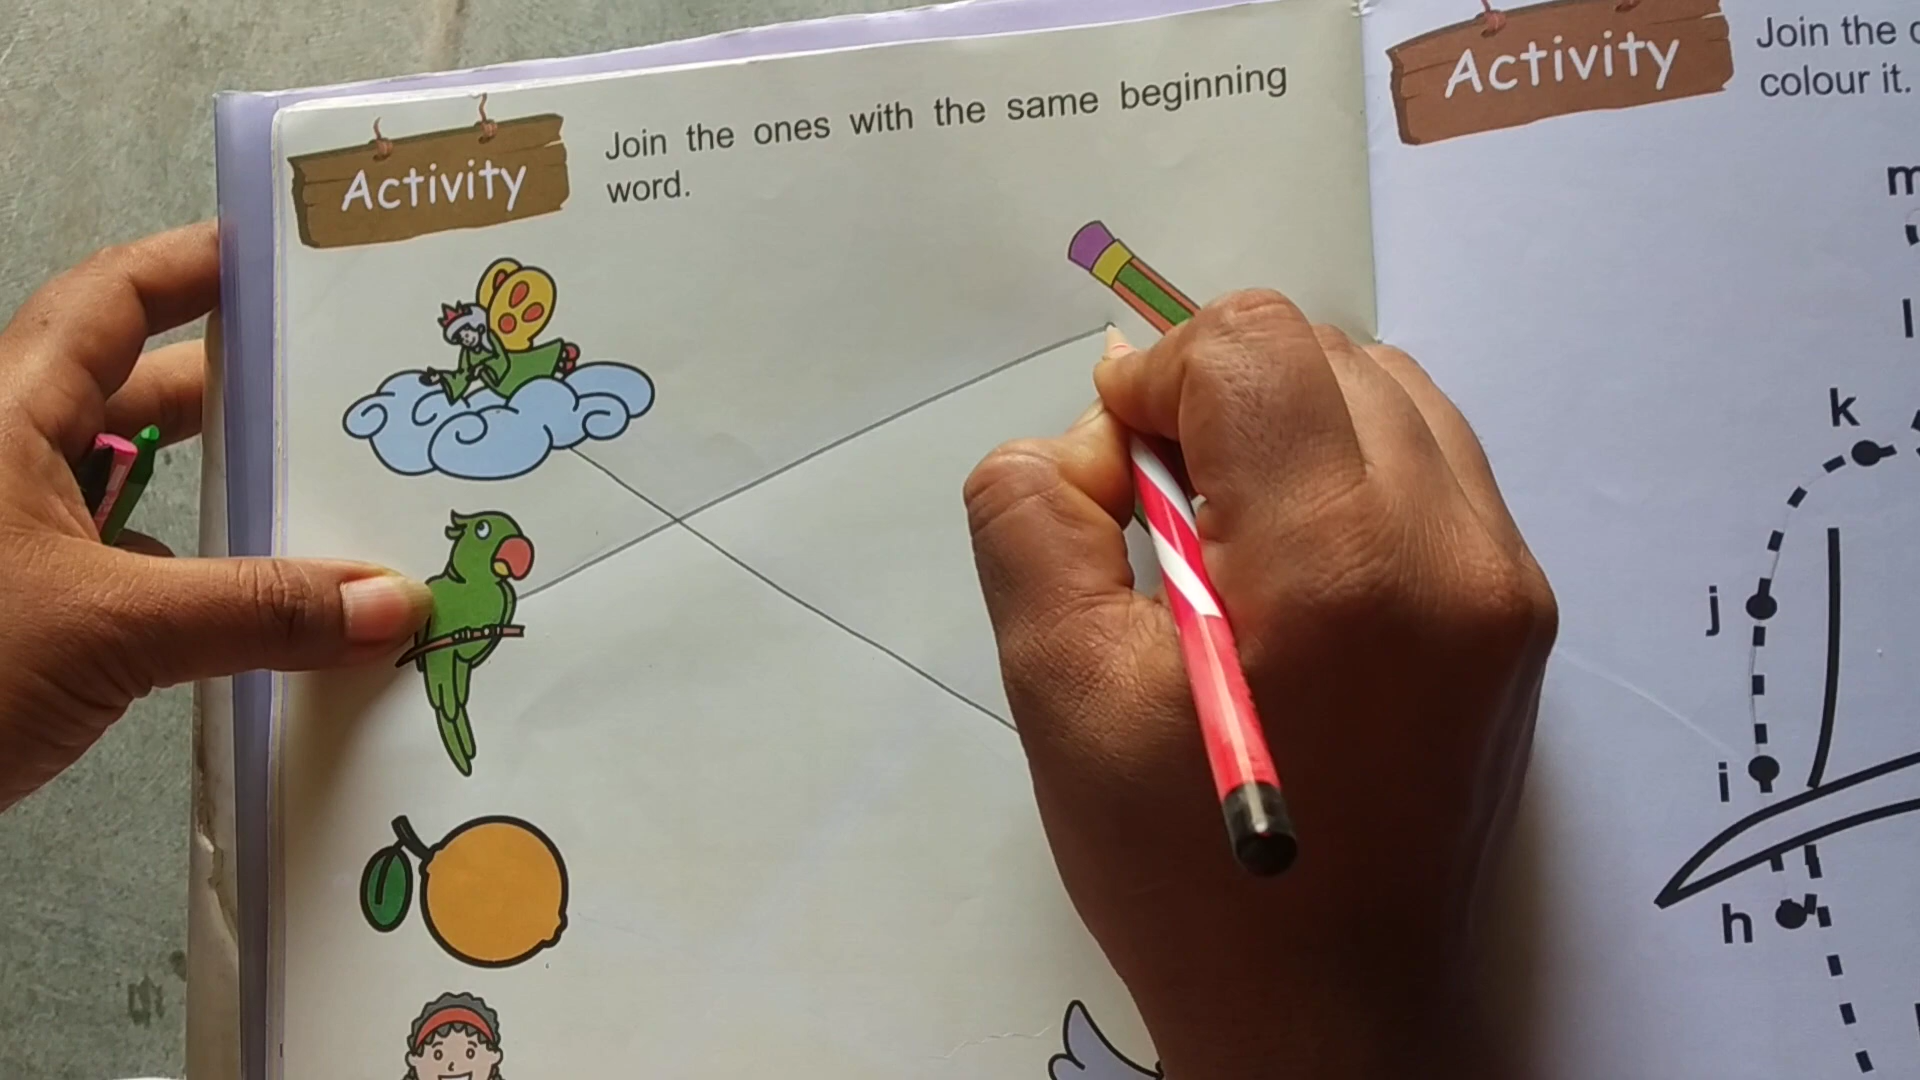 Activity
Join the ones with the same beginning
word.
Activity
Join the
colour it.
m
l
k
j
i
h